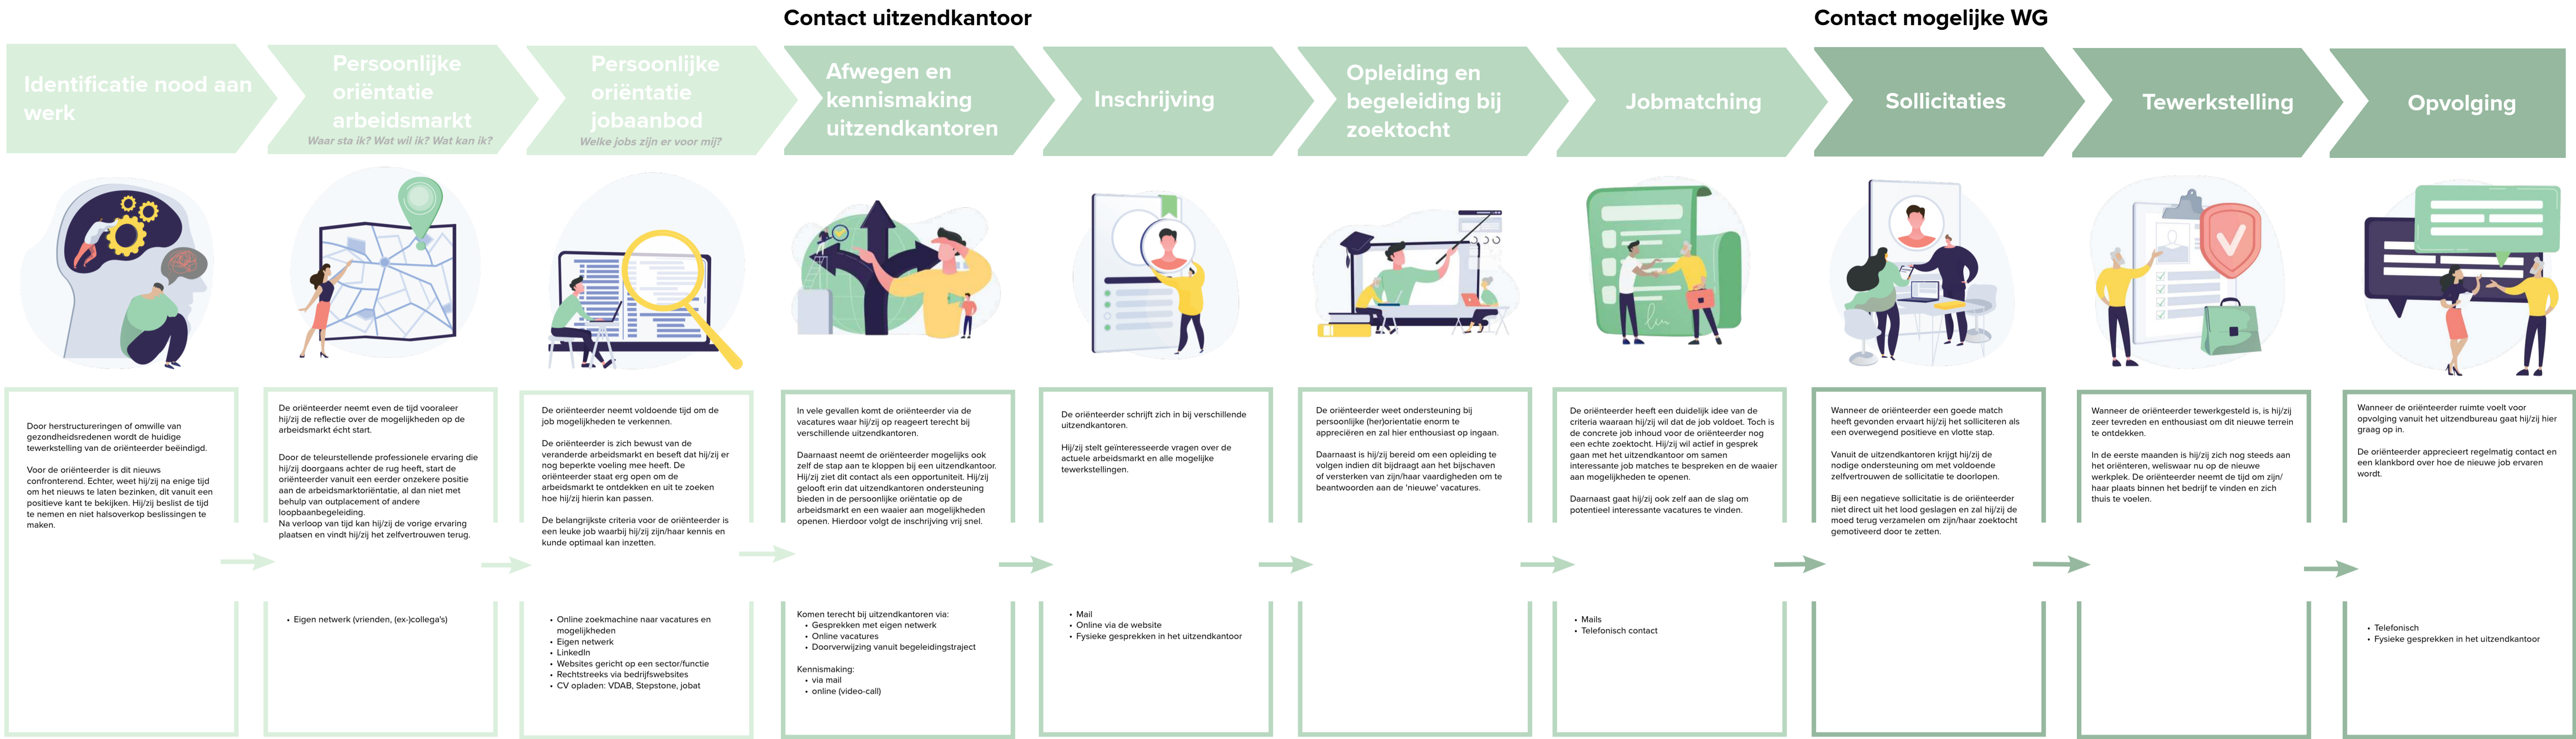 Contact uitzendkantoor
Contact mogelijke WG
Identificatie nood aan
werk
Persoonlijke
oriëntatie
arbeidsmarkt
Waar sta ik? Wat wil ik? Wat kan ik?
Persoonlijke
oriëntatie
jobaanbod
Welke jobs zijn er voor mij?
Afwegen en
kennismaking
uitzendkantoren
Inschrijving
Opleiding en
begeleiding bij
zoektocht
Jobmatching
Sollicitaties
Tewerkstelling
Opvolging
Door herstructureringen of omwille van
gezondheidsredenen wordt de huidige
tewerkstelling van de oriënteerder beëindigd.
Voor de oriënteerder is dit nieuws
confronterend. Echter, weet hij/zij na enige tijd
om het nieuws te laten bezinken, dit vanuit een
positieve kant te bekijken. Hij/zij beslist de tijd
te nemen en niet halsoverkop beslissingen te
maken.
De oriënteerder neemt even de tijd vooraleer
hij/zij de reflectie over de mogelijkheden op de
arbeidsmarkt écht start.
Door de teleurstellende professionele ervaring die
hij/zij doorgaans achter de rug heeft, start de
oriënteerder vanuit een eerder onzekere positie
aan de arbeidsmarktoriëntatie, al dan niet met
behulp van outplacement of andere
loopbaanbegeleiding.
Na verloop van tijd kan hij/zij de vorige ervaring
plaatsen en vindt hij/zij het zelfvertrouwen terug.
• Eigen netwerk (vrienden, (ex-)collega's)
De oriënteerder neemt voldoende tijd om de
job mogelijkheden te verkennen.
De oriënteerder is zich bewust van de
veranderde arbeidsmarkt en beseft dat hij/zij er
nog beperkte voeling mee heeft. De
oriënteerder staat erg open om de
arbeidsmarkt te ontdekken en uit te zoeken
hoe hij/zij hierin kan passen.
De belangrijkste criteria voor de oriënteerder is
een leuke job waarbij hij/zij zijn/haar kennis en
kunde optimaal kan inzetten.
• Online zoekmachine naar vacatures en
mogelijkheden
• Eigen netwerk
• LinkedIn
• Websites gericht op een sector/functie
• Rechtstreeks via bedrijfswebsites
• CV opladen: VDAB, Stepstone, jobat
In vele gevallen komt de oriënteerder via de
vacatures waar hij/zij op reageert terecht bij
verschillende uitzendkantoren.
Daarnaast neemt de oriënteerder mogelijks ook
zelf de stap aan te kloppen bij een uitzendkantoor.
Hij/zij ziet dit contact als een opportuniteit. Hij/zij
gelooft erin dat uitzendkantoren ondersteuning
bieden in de persoonlijke oriëntatie op de
arbeidsmarkt en een waaier aan mogelijkheden
openen. Hierdoor volgt de inschrijving vrij snel.
Komen terecht bij uitzendkantoren via:
• Gesprekken met eigen netwerk
• Online vacatures
• Doorverwijzing vanuit begeleidingstraject
Kennismaking:
• via mail
• online (video-call)
De oriënteerder schrijft zich in bij verschillende
uitzendkantoren.
Hij/zij stelt geïnteresseerde vragen over de
actuele arbeidsmarkt en alle mogelijke
tewerkstellingen.
• Mail
• Online via de website
• Fysieke gesprekken in het uitzendkantoor
De oriënteerder weet ondersteuning bij
persoonlijke (her)orientatie enorm te
appreciëren en zal hier enthousiast op ingaan.
Daarnaast is hij/zij bereid om een opleiding te
volgen indien dit bijdraagt aan het bijschaven
of versterken van zijn/haar vaardigheden om te
beantwoorden aan de 'nieuwe' vacatures.
De oriënteerder heeft een duidelijk idee van de
criteria waaraan hij/zij wil dat de job voldoet. Toch is
de concrete job inhoud voor de oriënteerder nog
een echte zoektocht. Hij/zij wil actief in gesprek
gaan met het uitzendkantoor om samen
interessante job matches te bespreken en de waaier
aan mogelijkheden te openen.
Daarnaast gaat hij/zij ook zelf aan de slag om
potentieel interessante vacatures te vinden.
• Mails
• Telefonisch contact
Wanneer de oriënteerder een goede match
heeft gevonden ervaart hij/zij het solliciteren als
een overwegend positieve en vlotte stap.
Vanuit de uitzendkantoren krijgt hij/zij de
nodige ondersteuning om met voldoende
zelfvertrouwen de sollicitatie te doorlopen.
Bij een negatieve sollicitatie is de oriënteerder
niet direct uit het lood geslagen en zal hij/zij de
moed terug verzamelen om zijn/haar zoektocht
gemotiveerd door te zetten.
Wanneer de oriënteerder tewerkgesteld is, is hij/zij
zeer tevreden en enthousiast om dit nieuwe terrein
te ontdekken.
In de eerste maanden is hij/zij zich nog steeds aan
het oriënteren, weliswaar nu op de nieuwe
werkplek. De oriënteerder neemt de tijd om zijn/
haar plaats binnen het bedrijf te vinden en zich
thuis te voelen.
Wanneer de oriënteerder ruimte voelt voor
opvolging vanuit het uitzendbureau gaat hij/zij hier
graag op in.
De oriënteerder apprecieert regelmatig contact en
een klankbord over hoe de nieuwe job ervaren
wordt.
• Telefonisch
• Fysieke gesprekken in het uitzendkantoor